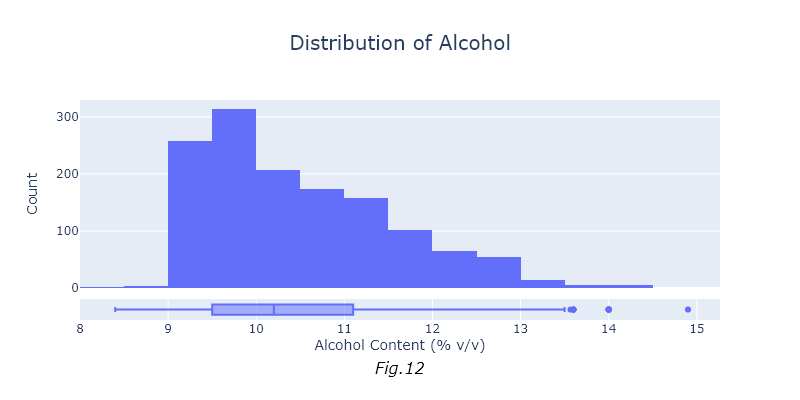 Distribution of Alcohol
300
200
100
0
Count
8 9 10 11 12 13 14 15
Alcohol Content (% v/v)
Fig.12